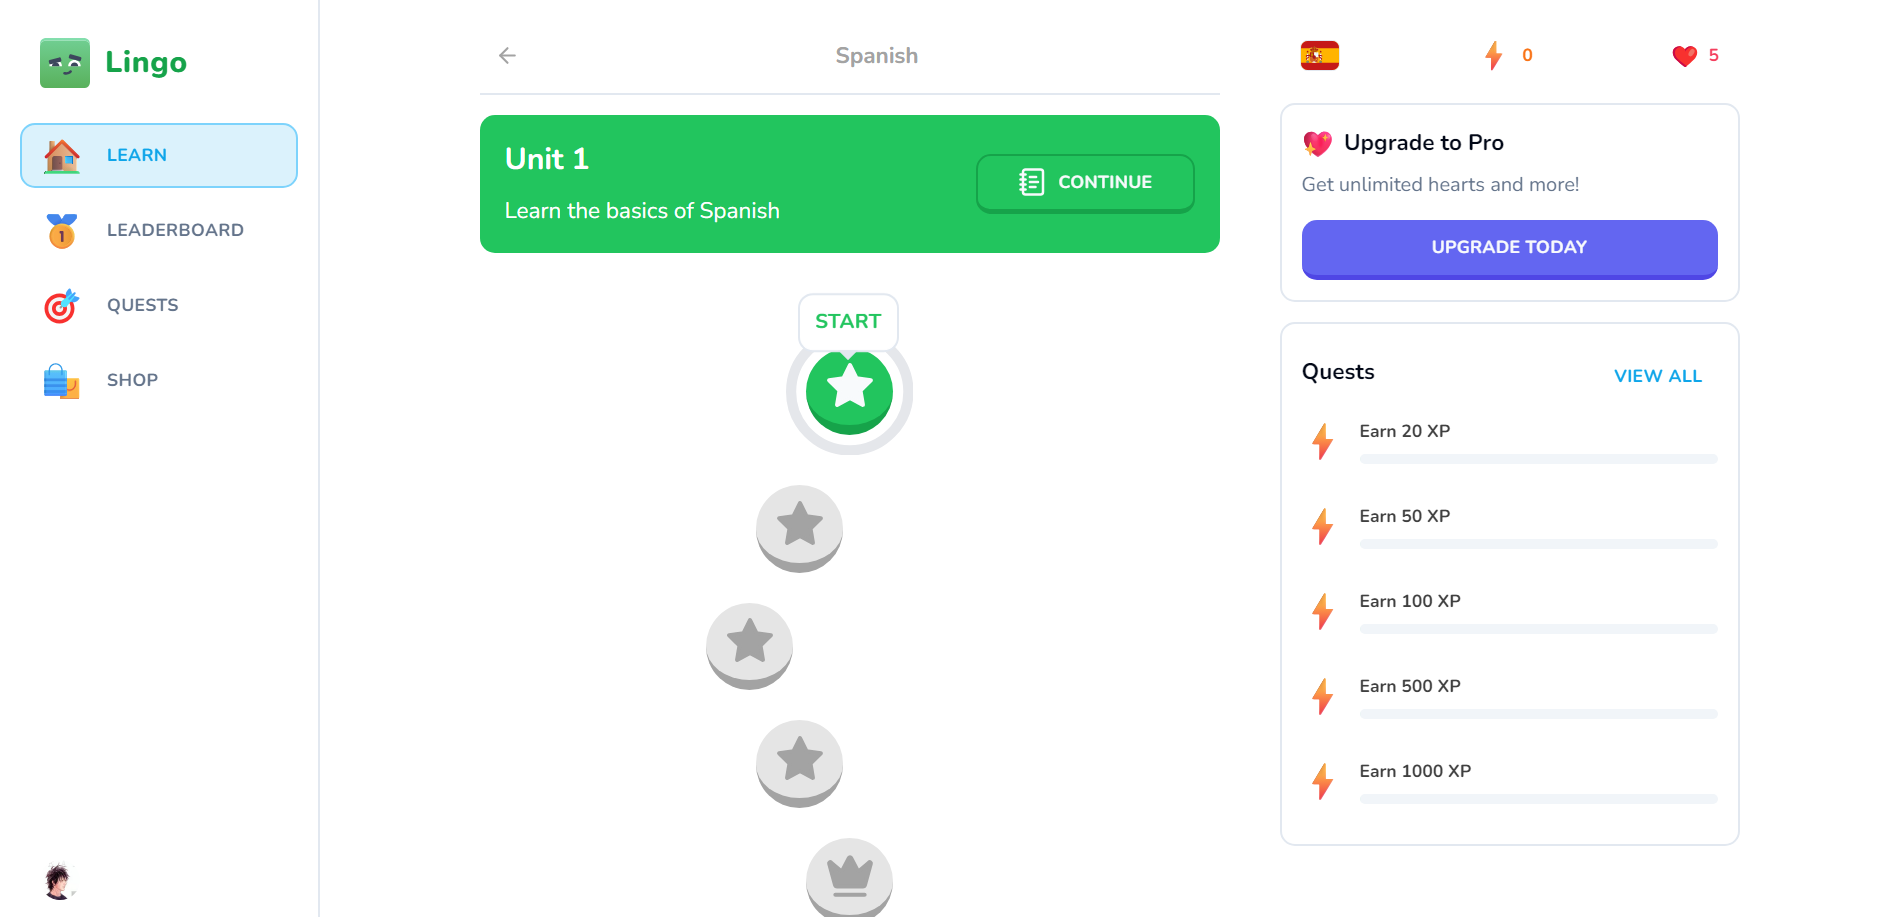 Lingo
LEARN
LEADERBOARD
1
QUESTS
SHOP
Spanish
Unit 1
Learn the basics of Spanish
CONTINUE
START
0
5
Upgrade to Pro
Get unlimited hearts and more!
UPGRADE TODAY
Quests
VIEW ALL
Earn 20 XP
Earn 50 XP
Earn 100 XP
Earn 500 XP
Earn 1000 XP